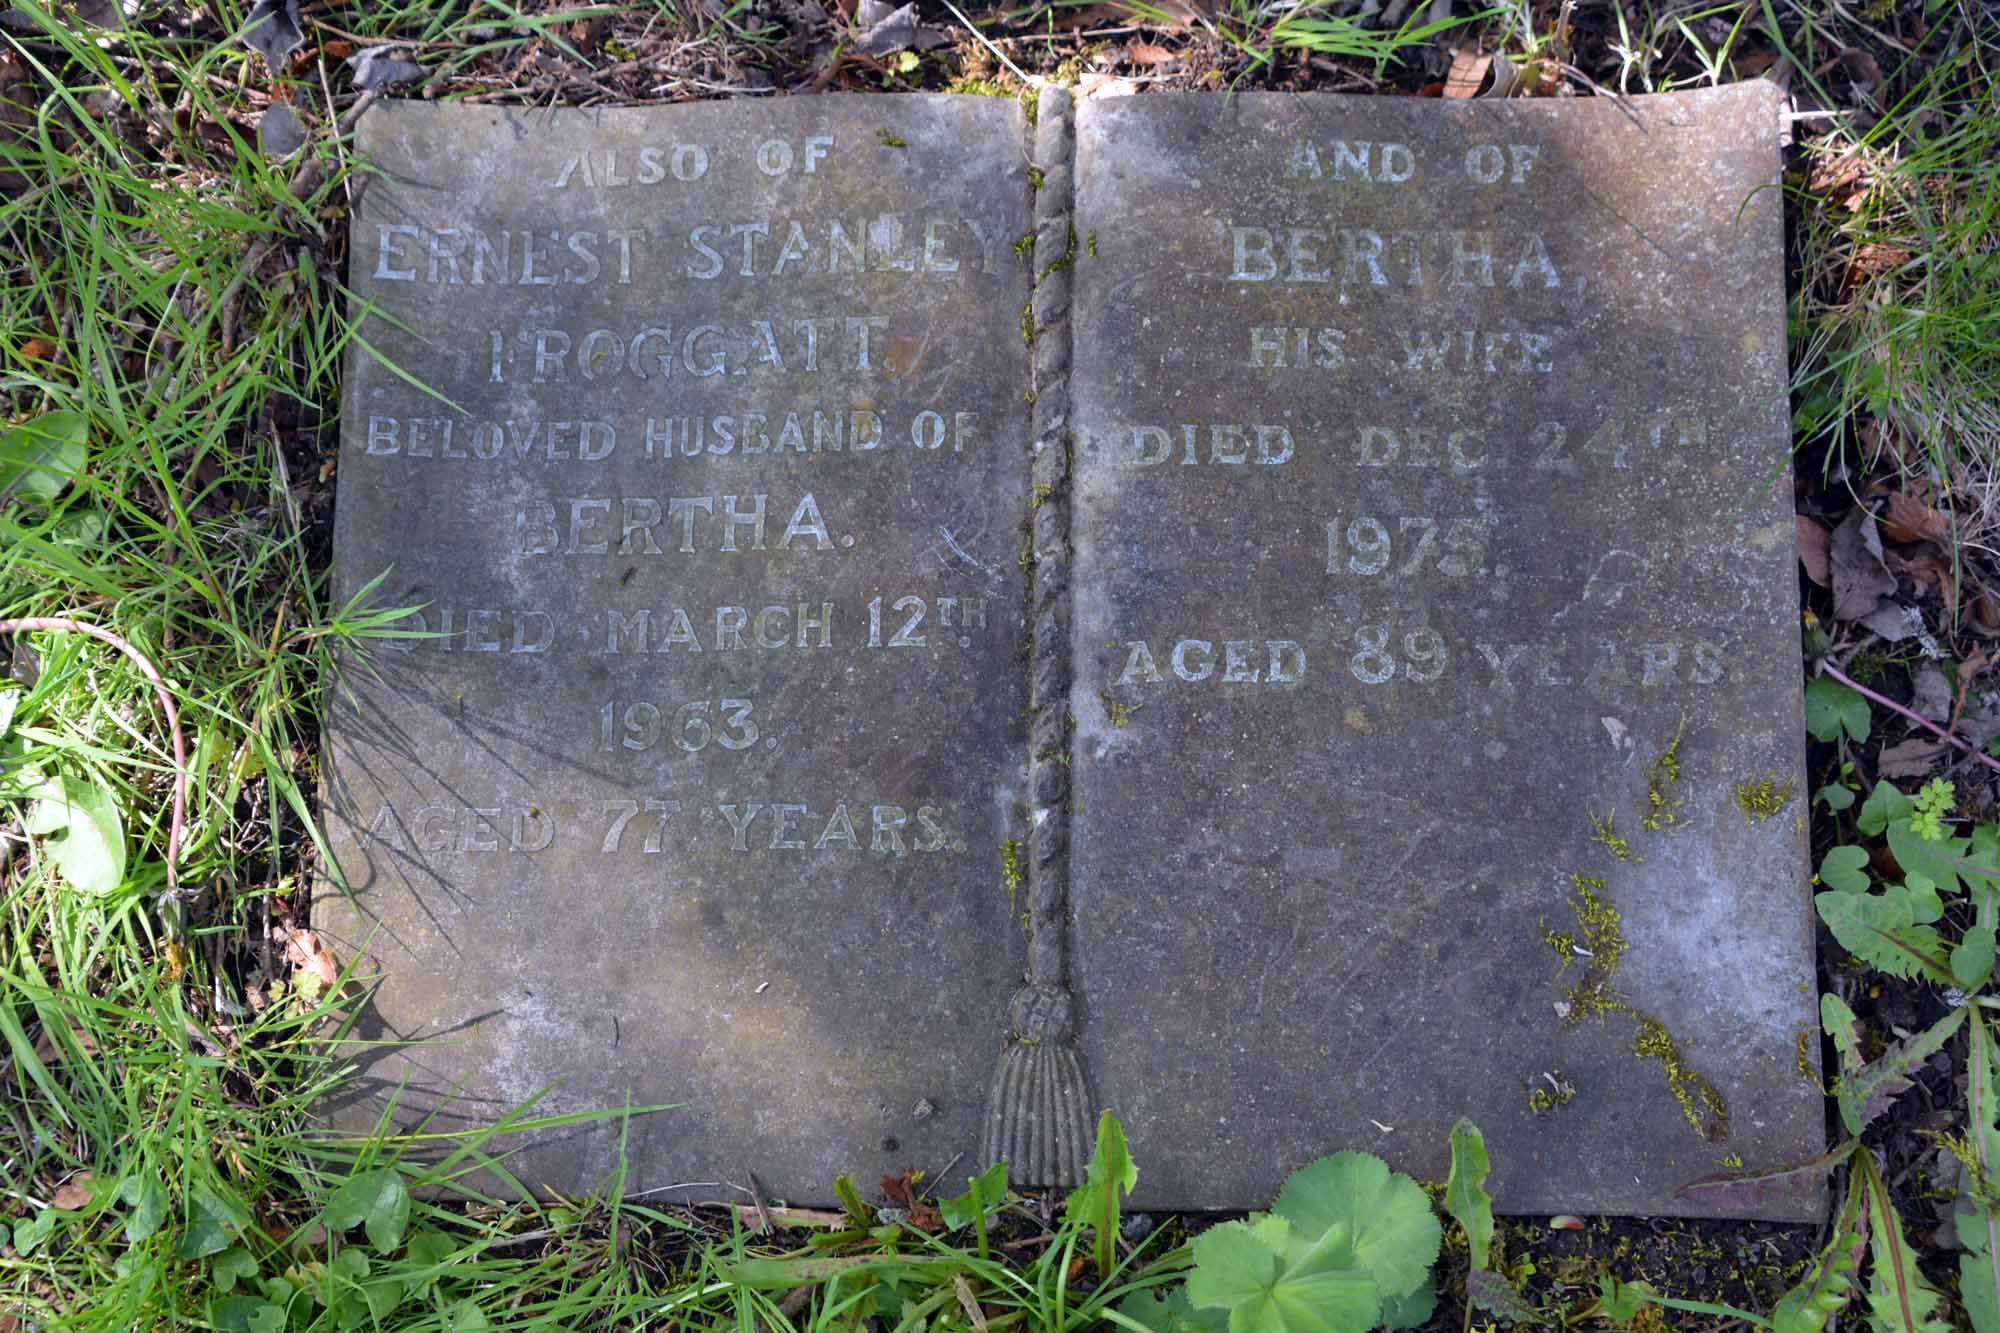 ALSO OF
ERNEST STANLEY
FROGGATT.
BELOVED HUSBAND OF
BERTHA.
DIED MARCH 12TH
1963.
AGED 77 YEARS.
AND OF
BERTHA,
HIS WIFE
DIED DEC. 24TH
AGED 89 YEARS.